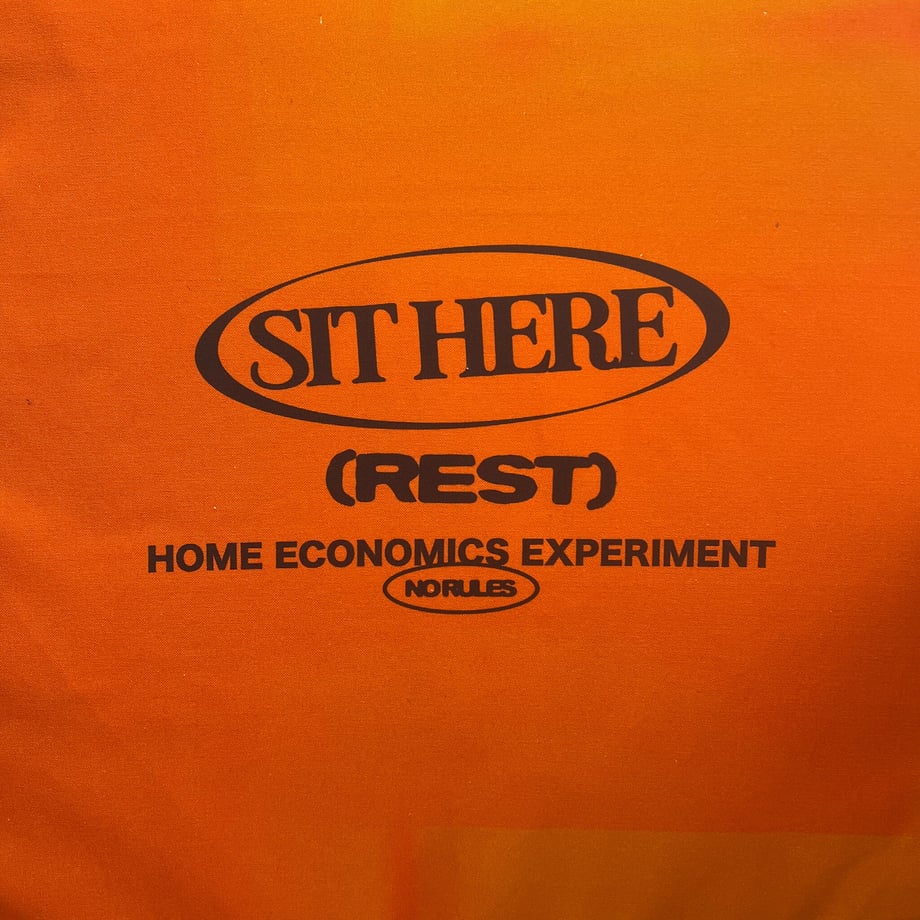 SIT HERE
(REST)
HOME ECONOMICS EXPERIMENT
NO RULES